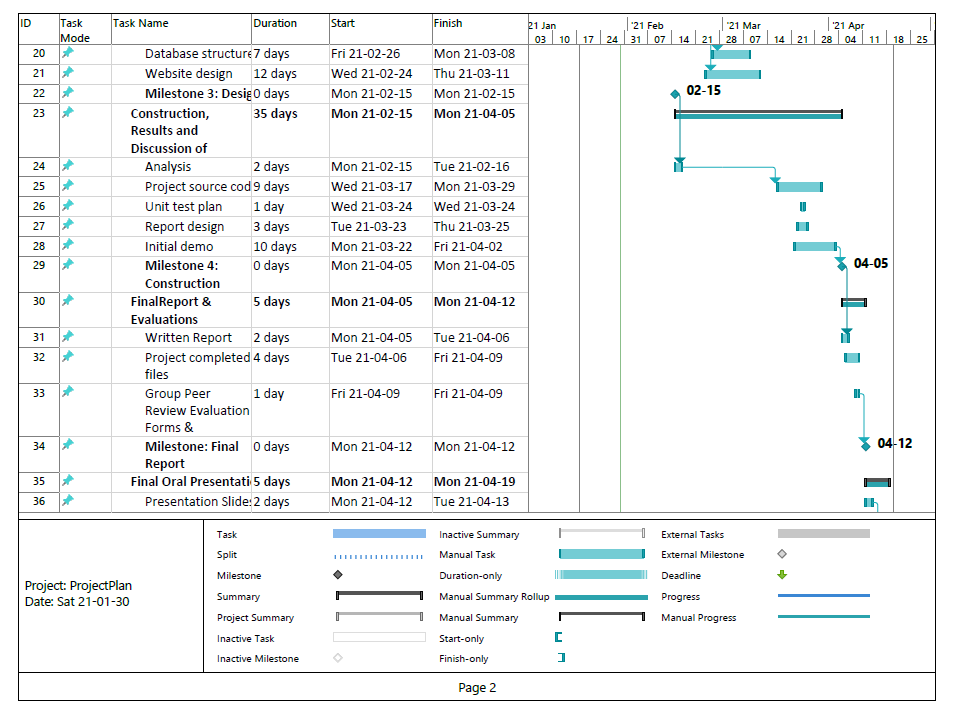 ID Task Mode Task Name Duration Start Finish
21 Jan '21 Feb '21 Mar '21 Apr
03 10 17 24 31 07 14 21 28 07 14 21 28 04 11 18 25
20 Database structure 7 days Fri 21-02-26 Mon 21-03-08
21 Website design 12 days Wed 21-02-24 Thu 21-03-11
22 Milestone 3: Desig 0 days Mon 21-02-15 Mon 21-02-15 02-15
23 Construction, 35 days Mon 21-02-15 Mon 21-04-05
Results and
Discussion of
24 Analysis 2 days Mon 21-02-15 Tue 21-02-16
25 Project source cod 9 days Wed 21-03-17 Mon 21-03-29
26 Unit test plan 1 day Wed 21-03-24 Wed 21-03-24
27 Report design 3 days Tue 21-03-23 Thu 21-03-25
28 Initial demo 10 days Mon 21-03-22 Fri 21-04-02
29 Milestone 4: 0 days Mon 21-04-05 Mon 21-04-05 04-05
Construction
30 FinalReport & 5 days Mon 21-04-05 Mon 21-04-12
Evaluations
31 Written Report 2 days Mon 21-04-05 Tue 21-04-06
32 Project completed 4 days Tue 21-04-06 Fri 21-04-09
files
33 Group Peer 1 day Fri 21-04-09 Fri 21-04-09
Review Evaluation
Forms &
34 Milestone: Final 0 days Mon 21-04-12 Mon 21-04-12 04-12
Report
35 Final Oral Presentati 5 days Mon 21-04-12 Mon 21-04-19
36 Presentation Slide 2 days Mon 21-04-12 Tue 21-04-13
Project: ProjectPlan
Date: Sat 21-01-30
Task Inactive Summary External Tasks
Split Manual Task External Milestone
Milestone Duration-only Deadline
Summary Manual Summary Rollup Progress
Project Summary Manual Summary Manual Progress
Inactive Task Start-only
Inactive Milestone Finish-only
Page 2